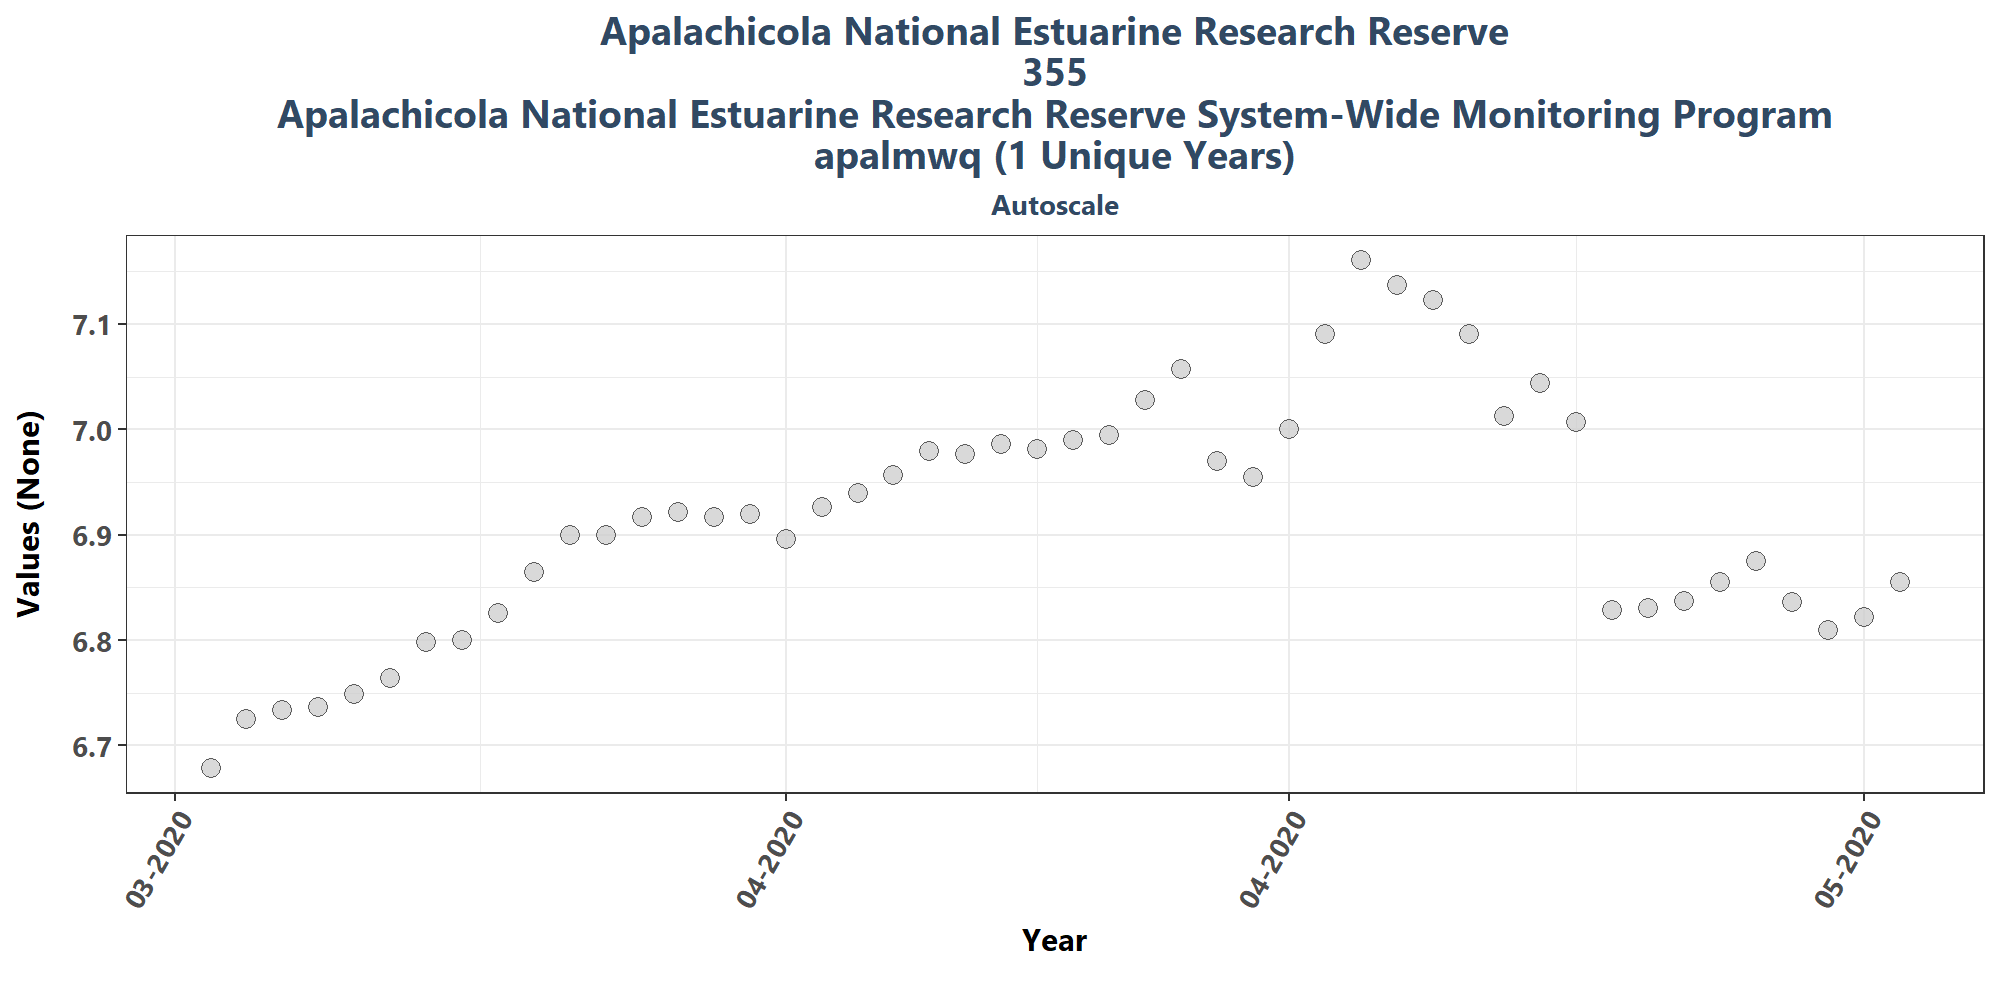 Apalachicola National Estuarine Research Reserve
355
Apalachicola National Estuarine Research Reserve System-Wide Monitoring Program
apalmwq (1 Unique Years)
Autoscale
Values (None)
7.1
7.0
6.9
6.8
6.7
03-2020
04-2020
04-2020
05-2020
Year